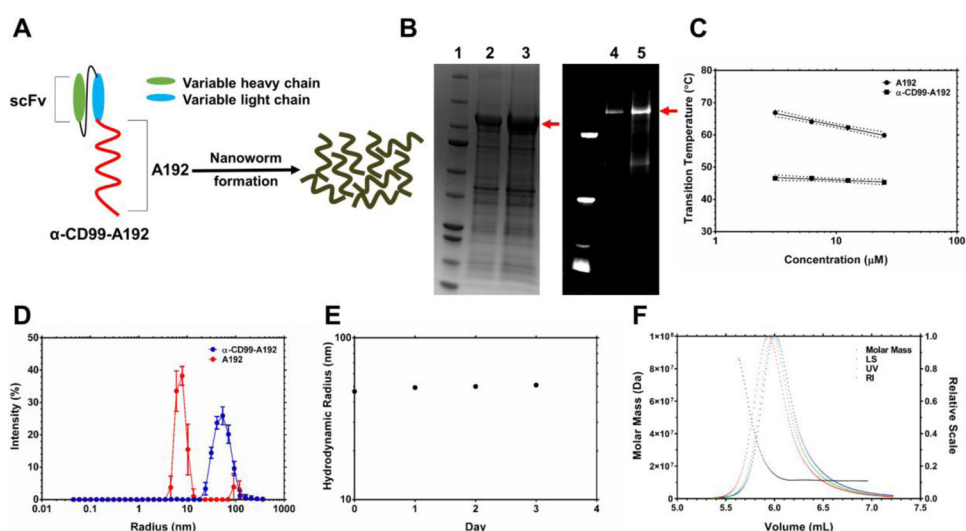 A
scFv
Variable heavy chain
Variable light chain
A192
Nanoworm
formation
α-CD99-A192
B
1 2 3 4 5
C
Transition Temperature (°C)
80
70
60
50
40
30
1 10 100
Concentration (μM)
A192
α-CD99-A192
D
Intensity (%)
50
40
30
20
10
0
0.01 0.1 1 10 100 1000
Radius (nm)
α-CD99-A192
A192
E
Hydrodynamic Radius (nm)
100
10
0 1 2 3 4
Day
F
Molar Mass (Da)
1×10⁸
8×10⁷
6×10⁷
4×10⁷
2×10⁷
0
5.0 5.5 6.0 6.5 7.0 7.5
Volume (mL)
Molar Mass
LS
UV
RI
1.0
0.8
0.6
0.4
0.2
0.0
Relative Scale